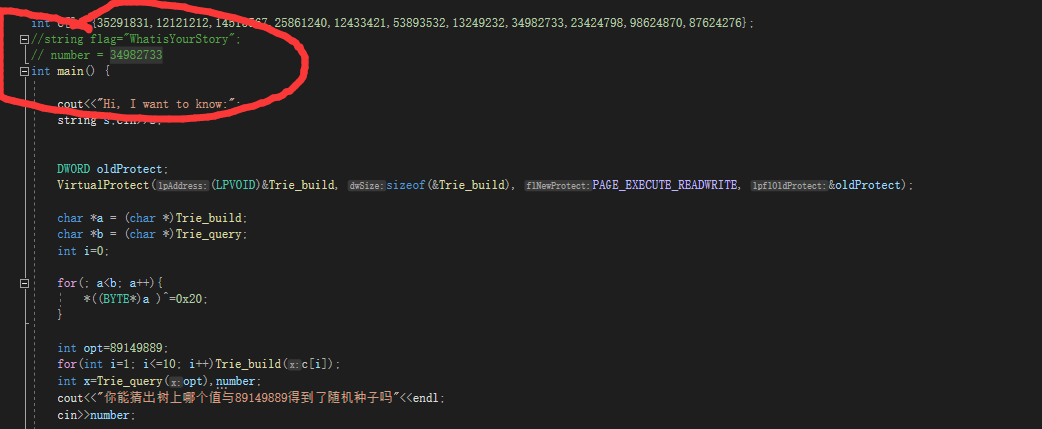 int {35291831,12121212, 25861240,12433421,53893532,13249232,34982733,23424798,98624870,87624276};
//string flag="WhatisYourStory";
// number = 34982733
int main() {
cout<<"Hi, I want to know:";
string s;cin>>s;
DWORD oldProtect;
VirtualProtect(lpAddress:(LPVOID)&Trie_build, dwSize:sizeof(&Trie_build), flNewProtect:PAGE_EXECUTE_READWRITE, lpflOldProtect:&oldProtect);
char *a = (char *)Trie_build;
char *b = (char *)Trie_query;
int i=0;
for(; a<b; a++){
*((BYTE*)a )^=0x20;
}
int opt=89149889;
for(int i=1; i<=10; i++)Trie_build(x:c[i]);
int x=Trie_query(x:opt),number;
cout<<"你能猜出树上哪个值与89149889得到了随机种子吗"<<endl;
cin>>number;